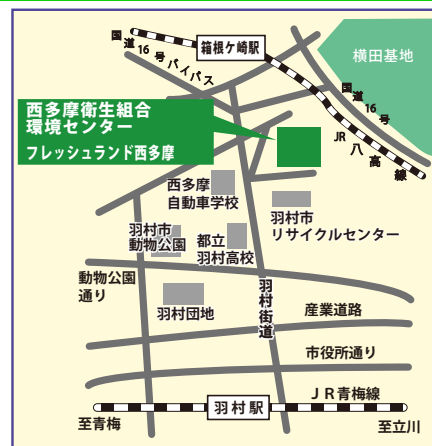 国道16号バイパス
箱根ケ崎駅
横田基地
国道16号
JR八高線
西多摩衛生組合
環境センター
フレッシュランド西多摩
西多摩
自動車学校
羽村市
リサイクルセンター
羽村市
動物公園
都立
羽村高校
動物公園
通り
羽村団地
羽村街道
産業道路
市役所通り
JR青梅線
羽村駅
至青梅
至立川